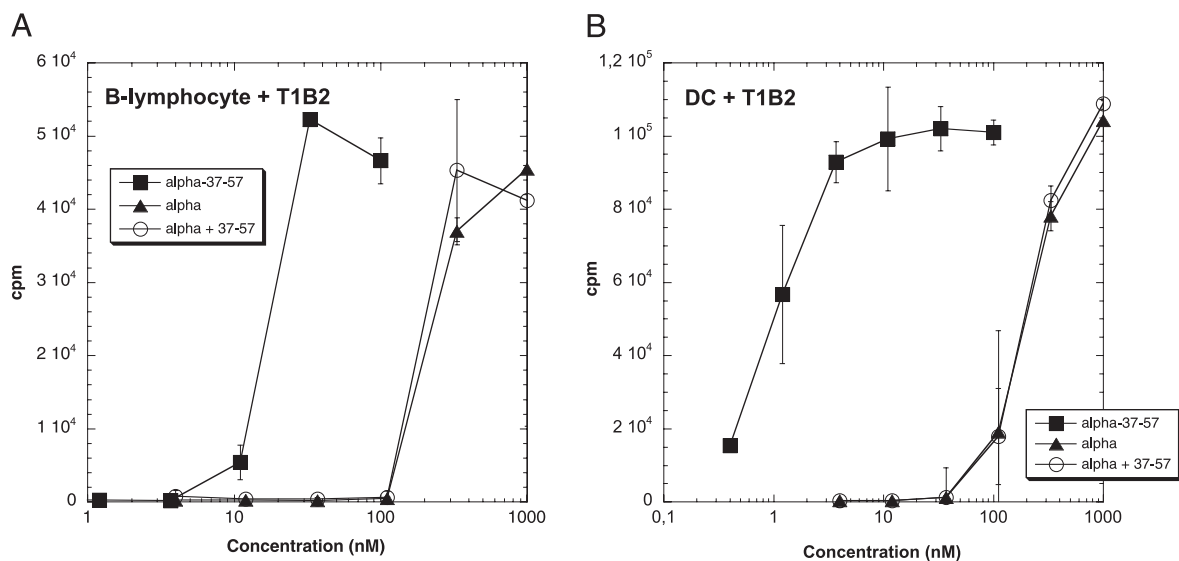 A
6 10⁴
5 10⁴
4 10⁴
3 10⁴
2 10⁴
1 10⁴
0
cpm
B-lymphocyte + T1B2
alpha-37-57
alpha
alpha + 37-57
1
10
100
1000
Concentration (nM)
B
1,2 10⁵
1 10⁵
8 10⁴
6 10⁴
4 10⁴
2 10⁴
0
cpm
DC + T1B2
alpha-37-57
alpha
alpha + 37-57
0,1
1
10
100
1000
Concentration (nM)